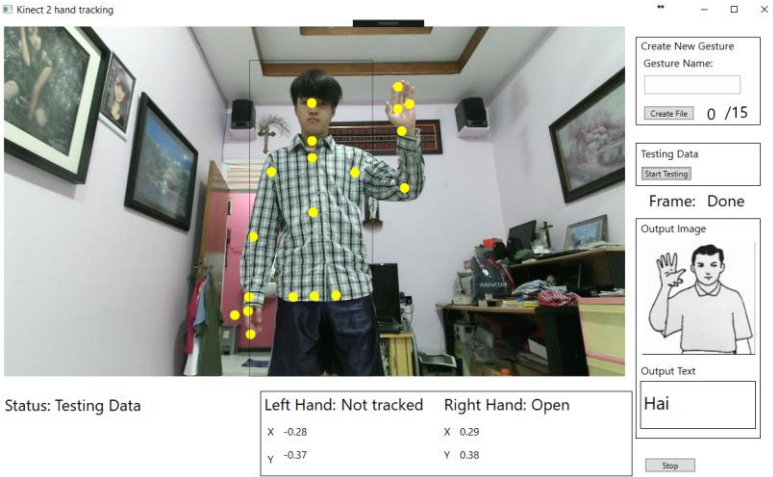 Kinect 2 hand tracking
Create New Gesture
Gesture Name:
Create File 0 /15
Testing Data
Start Testing
Frame: Done
Output Image
WAHATAR
Output Text
Hai
Status: Testing Data
Left Hand: Not tracked Right Hand: Open
X -0.28 X 0.29
Y -0.37 Y 0.38
Stop